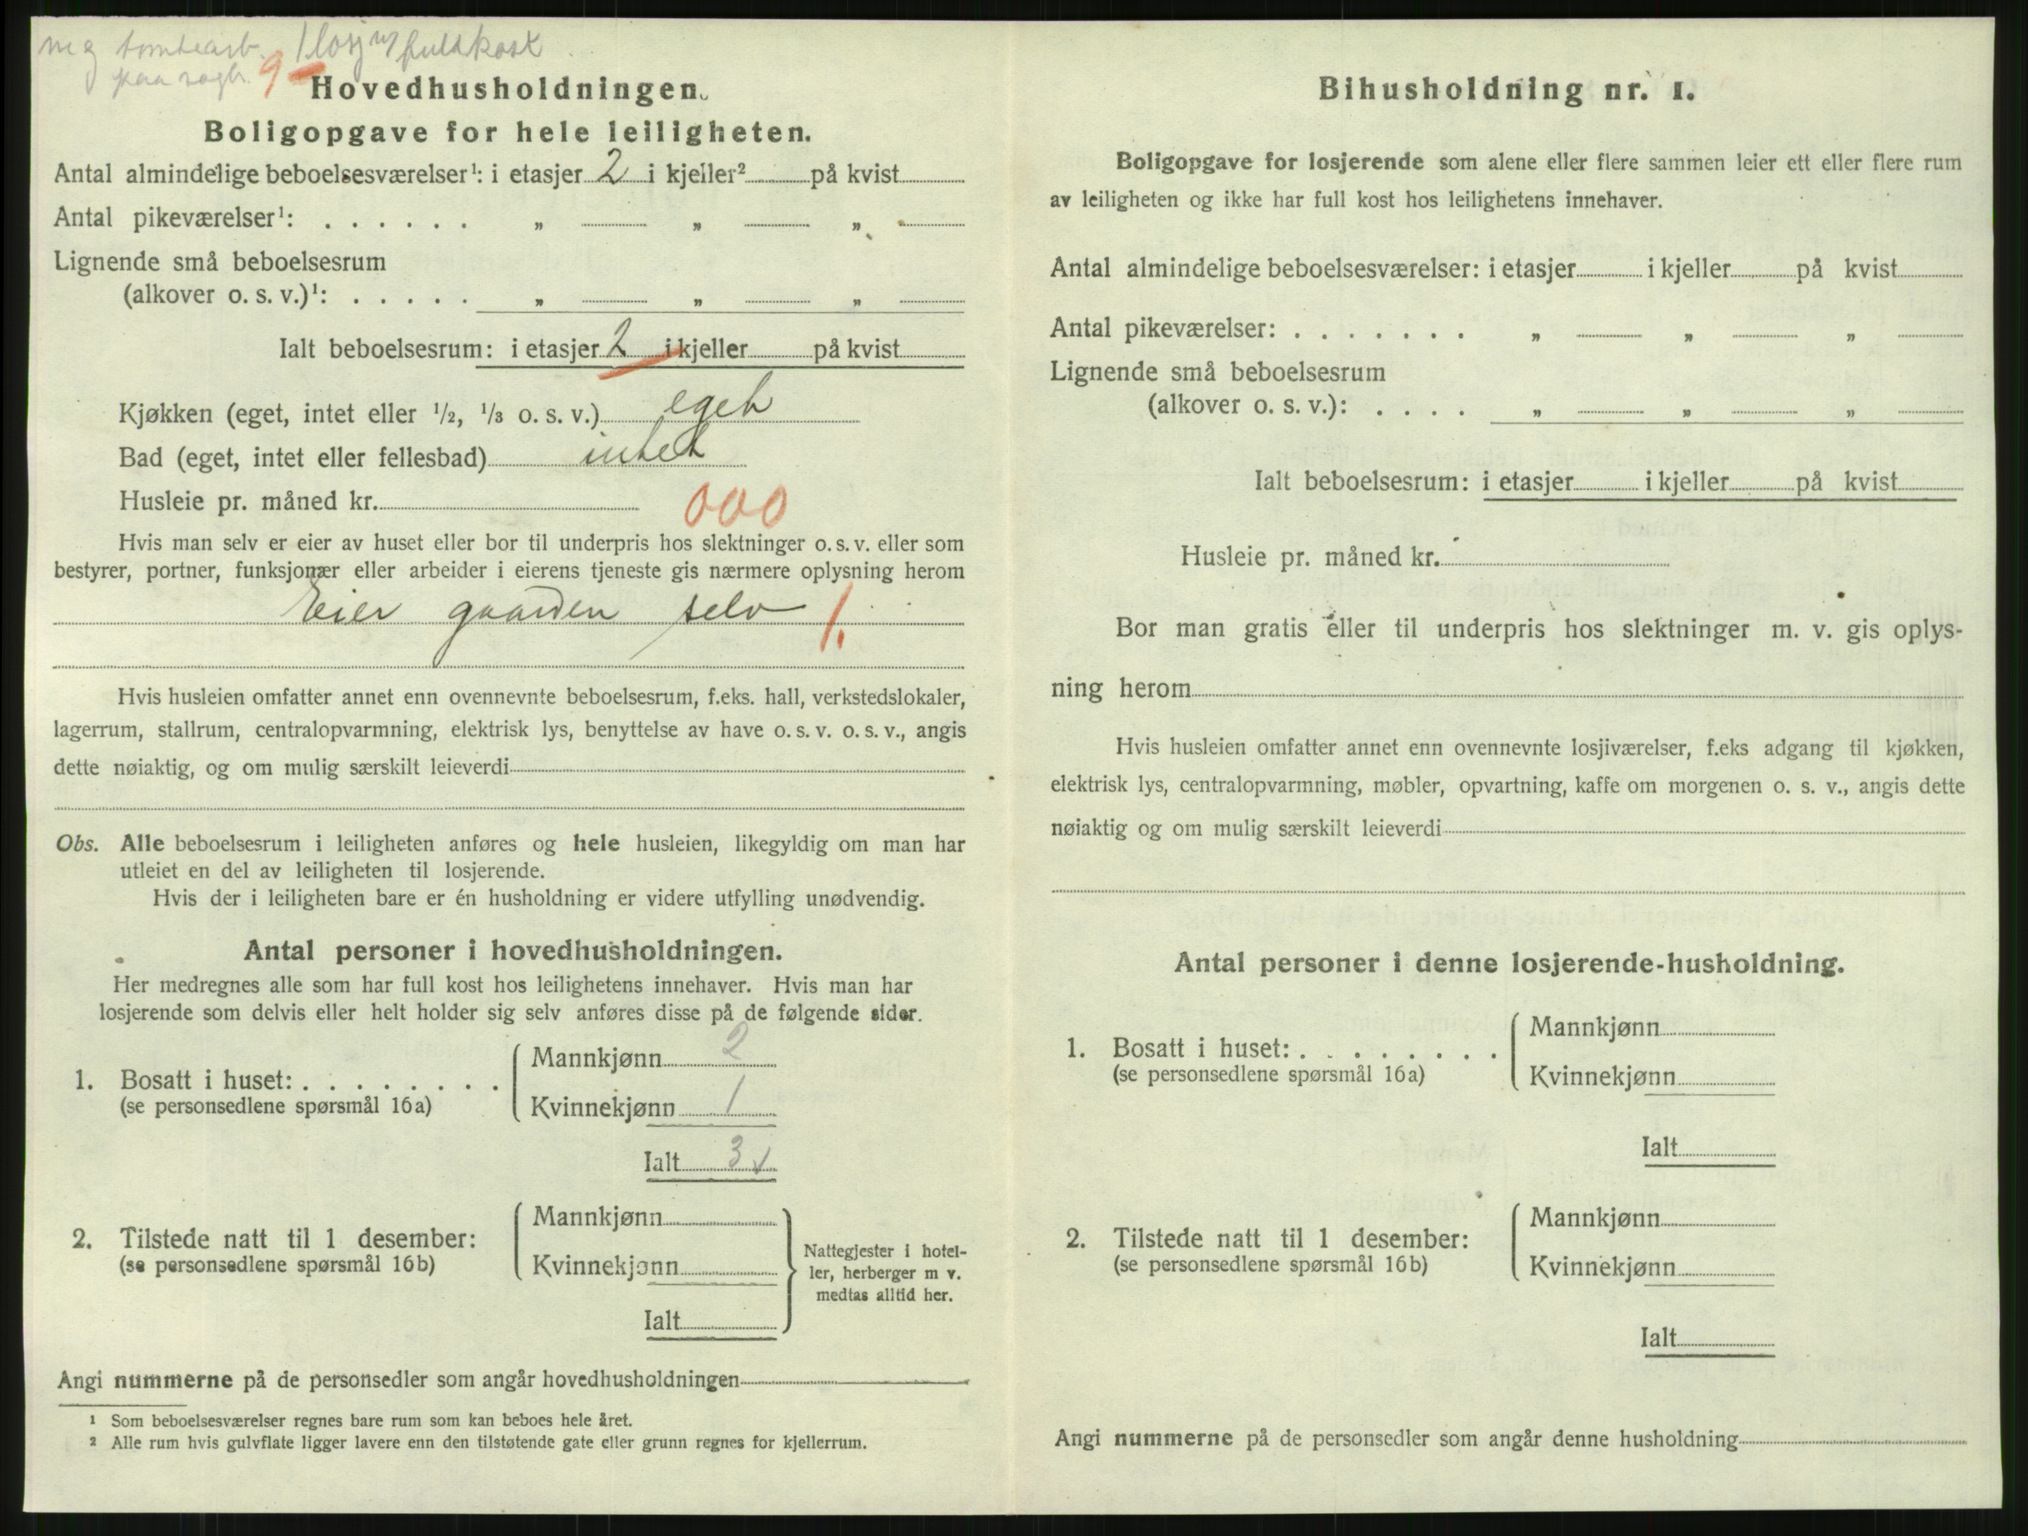 tomtearb. 1 losj m/ fuldkost
paa sagbr. 9 -
Hovedhusholdningen.
Boligopgave for hele leiligheten.
Antal almindelige beboelsesværelser¹: i etasjer 2 i kjeller² på kvist
Antal pikeværelser¹: . . . . . . „ „ „
Lignende små beboelsesrum
(alkover o. s. v.)¹: . . . . . „ „ „
Ialt beboelsesrum: i etasjer 2 i kjeller på kvist
Kjøkken (eget, intet eller 1/2, 1/3 o. s. v.) eget
Bad (eget, intet eller fellesbad) intet
Husleie pr. måned kr. 000
Hvis man selv er eier av huset eller bor til underpris hos slektninger o. s. v. eller som
bestyrer, portner, funksjonær eller arbeider i eierens tjeneste gis nærmere oplysning herom
Eier gaarden selv 1.
Hvis husleien omfatter annet enn ovennevnte beboelsesrum, f.eks. hall, verkstedslokaler,
lagerrum, stallrum, centralopvarmning, elektrisk lys, benyttelse av have o. s. v. o. s. v., angis
dette nøiaktig, og om mulig særskilt leieverdi
Obs. Alle beboelsesrum i leiligheten anføres og hele husleien, likegyldig om man har
utleiet en del av leiligheten til losjerende.
Hvis der i leiligheten bare er én husholdning er videre utfylling unødvendig.
Antal personer i hovedhusholdningen.
Her medregnes alle som har full kost hos leilighetens innehaver. Hvis man har
losjerende som delvis eller helt holder sig selv anføres disse på de følgende sider.
1. Bosatt i huset: . . . . . . . .
(se personsedlene spørsmål 16a)
Mannkjønn 2
Kvinnekjønn 1
Ialt 3 v
2. Tilstede natt til 1 desember:
(se personsedlene spørsmål 16b)
Mannkjønn
Kvinnekjønn
Ialt
Nattegjester i hotel-
ler, herberger m v.
medtas alltid her.
Angi nummerne på de personsedler som angår hovedhusholdningen
¹ Som beboelsesværelser regnes bare rum som kan beboes hele året.
² Alle rum hvis gulvflate ligger lavere enn den tilstøtende gate eller grunn regnes for kjellerrum.
Bihusholdning nr. 1.
Boligopgave for losjerende som alene eller flere sammen leier ett eller flere rum
av leiligheten og ikke har full kost hos leilighetens innehaver.
Antal almindelige beboelsesværelser: i etasjer i kjeller på kvist
Antal pikeværelser: . . . . . . . „ „ „
Lignende små beboelsesrum
(alkover o. s. v.): . . . . „ „ „
Ialt beboelsesrum: i etasjer i kjeller på kvist
Husleie pr. måned kr.
Bor man gratis eller til underpris hos slektninger m. v. gis oplys-
ning herom
Hvis husleien omfatter annet enn ovennevnte losjiværelser, f.eks adgang til kjøkken,
elektrisk lys, centralopvarmning, møbler, opvartning, kaffe om morgenen o. s. v., angis dette
nøiaktig og om mulig særskilt leieverdi
Antal personer i denne losjerende-husholdning.
1. Bosatt i huset: . . . . . . . .
(se personsedlene spørsmål 16a)
Mannkjønn
Kvinnekjønn
Ialt
2. Tilstede natt til 1 desember:
(se personsedlene spørsmål 16b)
Mannkjønn
Kvinnekjønn
Ialt
Angi nummerne på de personsedler som angår denne husholdning